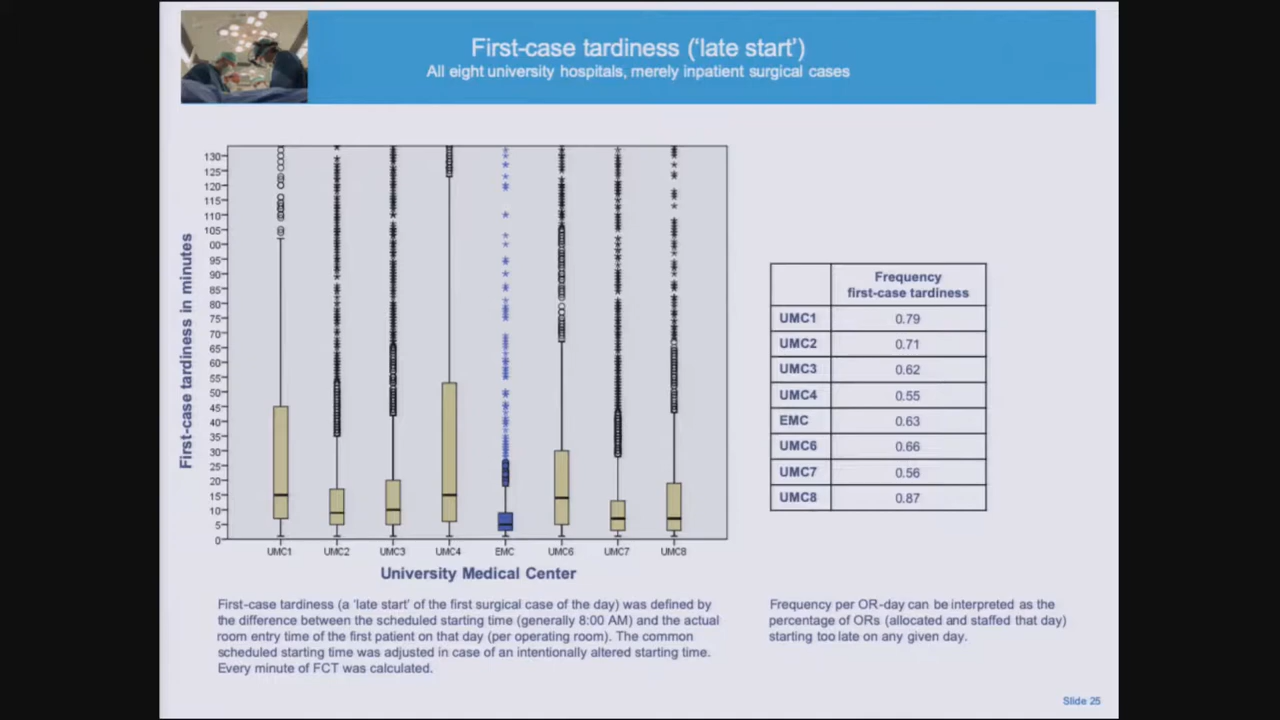 First-case tardiness (‘late start’)
All eight university hospitals, merely inpatient surgical cases
First-case tardiness in minutes
130
125
120
115
110
105
00
95
90
85
80
75
70
65
60
55
50
45
40
35
30
25
20
15
10
5
0
UMC1 UMC2 UMC3 UMC4 EMC UMC6 UMC7 UMC8
University Medical Center
Frequency
first-case tardiness
UMC1 0.79
UMC2 0.71
UMC3 0.62
UMC4 0.55
EMC 0.63
UMC6 0.66
UMC7 0.56
UMC8 0.87
First-case tardiness (a ‘late start’ of the first surgical case of the day) was defined by
the difference between the scheduled starting time (generally 8:00 AM) and the actual
room entry time of the first patient on that day (per operating room). The common
scheduled starting time was adjusted in case of an intentionally altered starting time.
Every minute of FCT was calculated.
Frequency per OR-day can be interpreted as the
percentage of ORs (allocated and staffed that day)
starting too late on any given day.
Slide 25